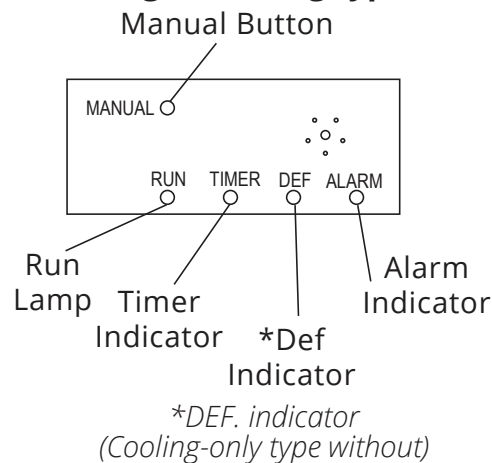 Manual Button
MANUAL
RUN TIMER DEF ALARM
Run
Lamp
Timer
Indicator
*Def
Indicator
Alarm
Indicator
*DEF. indicator
(Cooling-only type without)